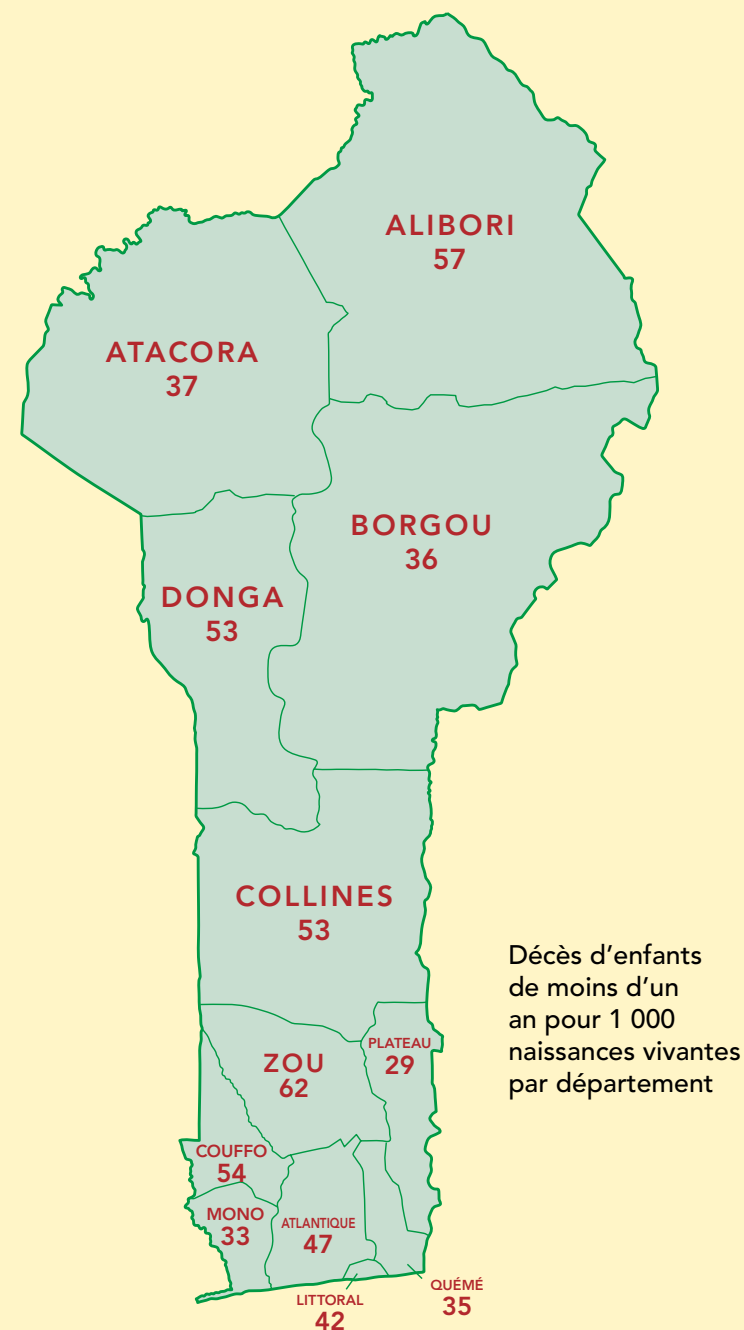 ALIBORI
57
ATACORA
37
BORGOU
36
DONGA
53
COLLINES
53
Décès d’enfants
de moins d’un
an pour 1 000
naissances vivantes
par département
PLATEAU
29
ZOU
62
COUFFO
54
MONO
33
ATLANTIQUE
47
QUÉMÉ
35
LITTORAL
42